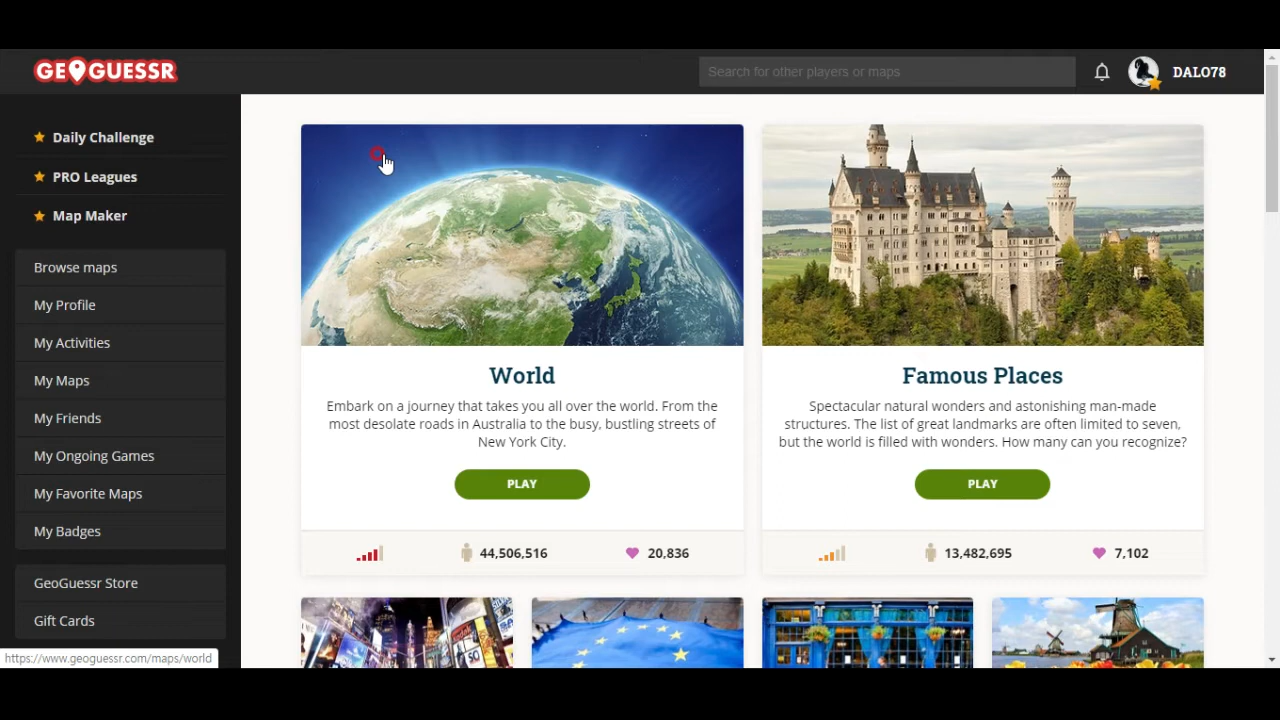 GEOGUESSR
Search for other players or maps
DALO78
Daily Challenge
PRO Leagues
Map Maker
Browse maps
My Profile
My Activities
My Maps
My Friends
My Ongoing Games
My Favorite Maps
My Badges
GeoGuessr Store
Gift Cards
World
Embark on a journey that takes you all over the world. From the
most desolate roads in Australia to the busy, bustling streets of
New York City.
PLAY
44,506,516
20,836
Famous Places
Spectacular natural wonders and astonishing man-made
structures. The list of great landmarks are often limited to seven,
but the world is filled with wonders. How many can you recognize?
PLAY
13,482,695
7,102
https://www.geoguessr.com/maps/world